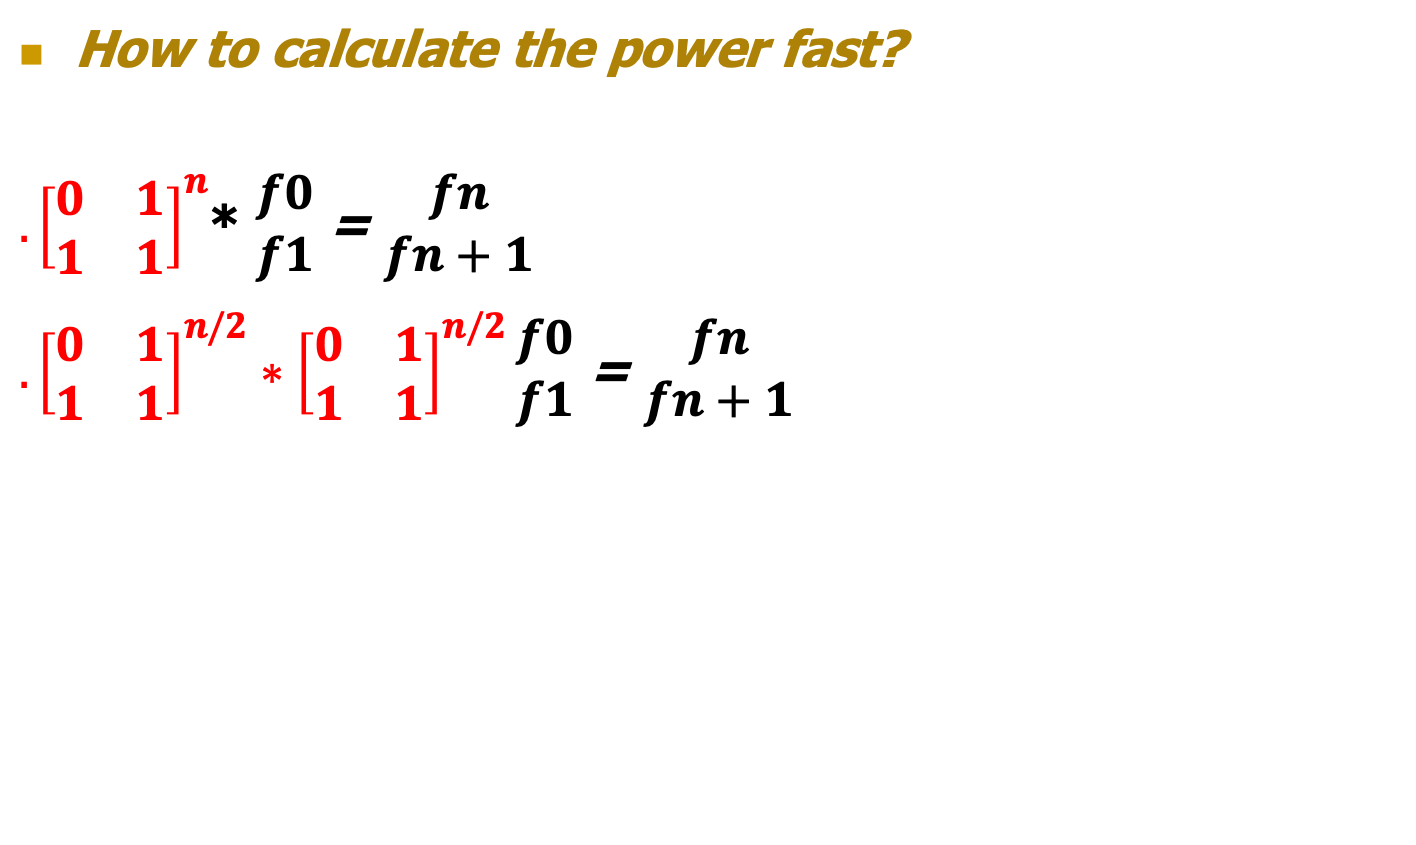 ▪ How to calculate the power fast?
. [0 1]^n * f0 = fn
[1 1] f1 fn + 1
. [0 1]^n/2 * [0 1]^n/2 f0 = fn
[1 1] [1 1] f1 fn + 1